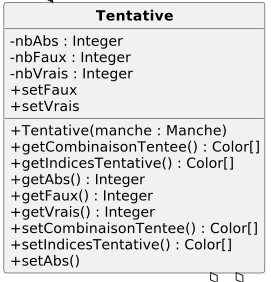 Tentative
-nbAbs : Integer
-nbFaux : Integer
-nbVrais : Integer
+setFaux
+setVrais
+Tentative(manche : Manche)
+getCombinaisonTentee() : Color[]
+getIndicesTentative() : Color[]
+getAbs() : Integer
+getFaux() : Integer
+getVrais() : Integer
+setCombinaisonTentee() : Color[]
+setIndicesTentative() : Color[]
+setAbs()